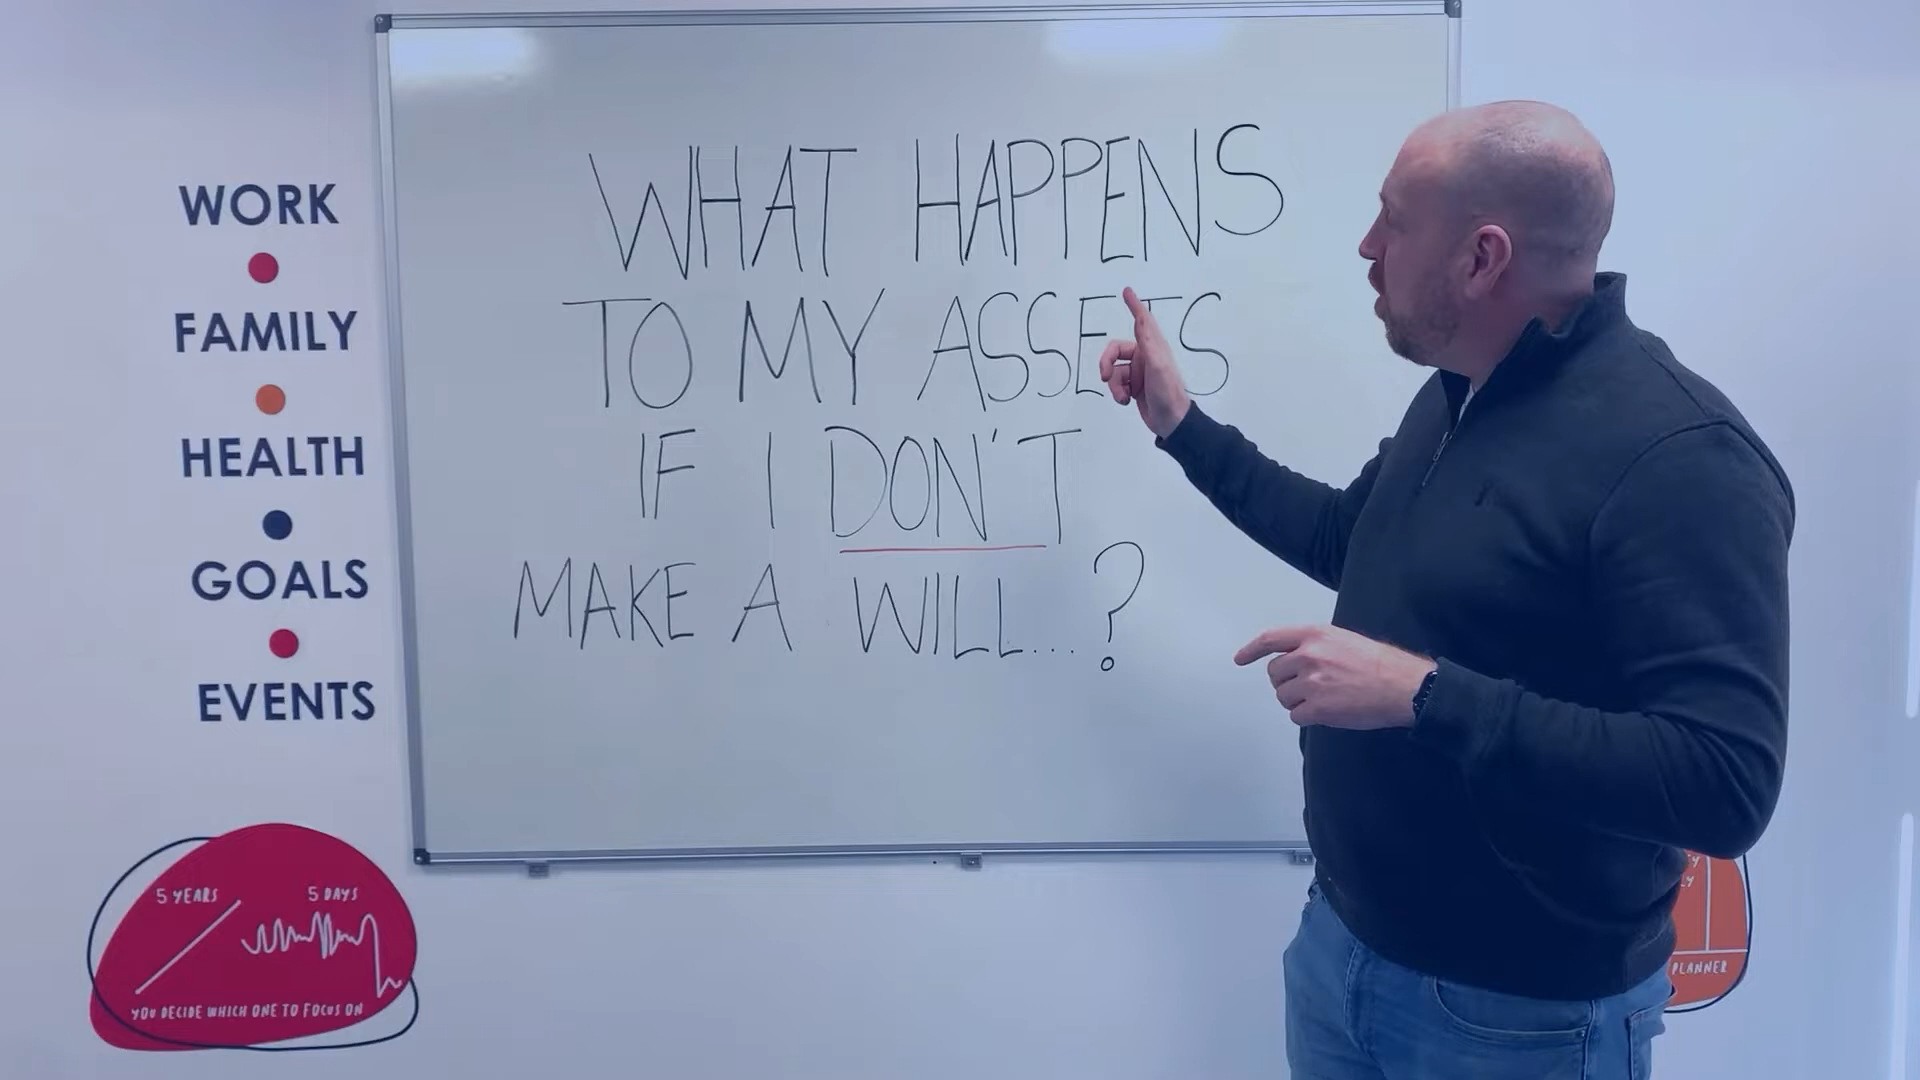 WORK
FAMILY
HEALTH
GOALS
EVENTS
WHAT HAPPENS
TO MY ASSETS
IF I DON'T
MAKE A WILL...?
5 YEARS
5 DAYS
YOU DECIDE WHICH ONE TO FOCUS ON
PLANNER